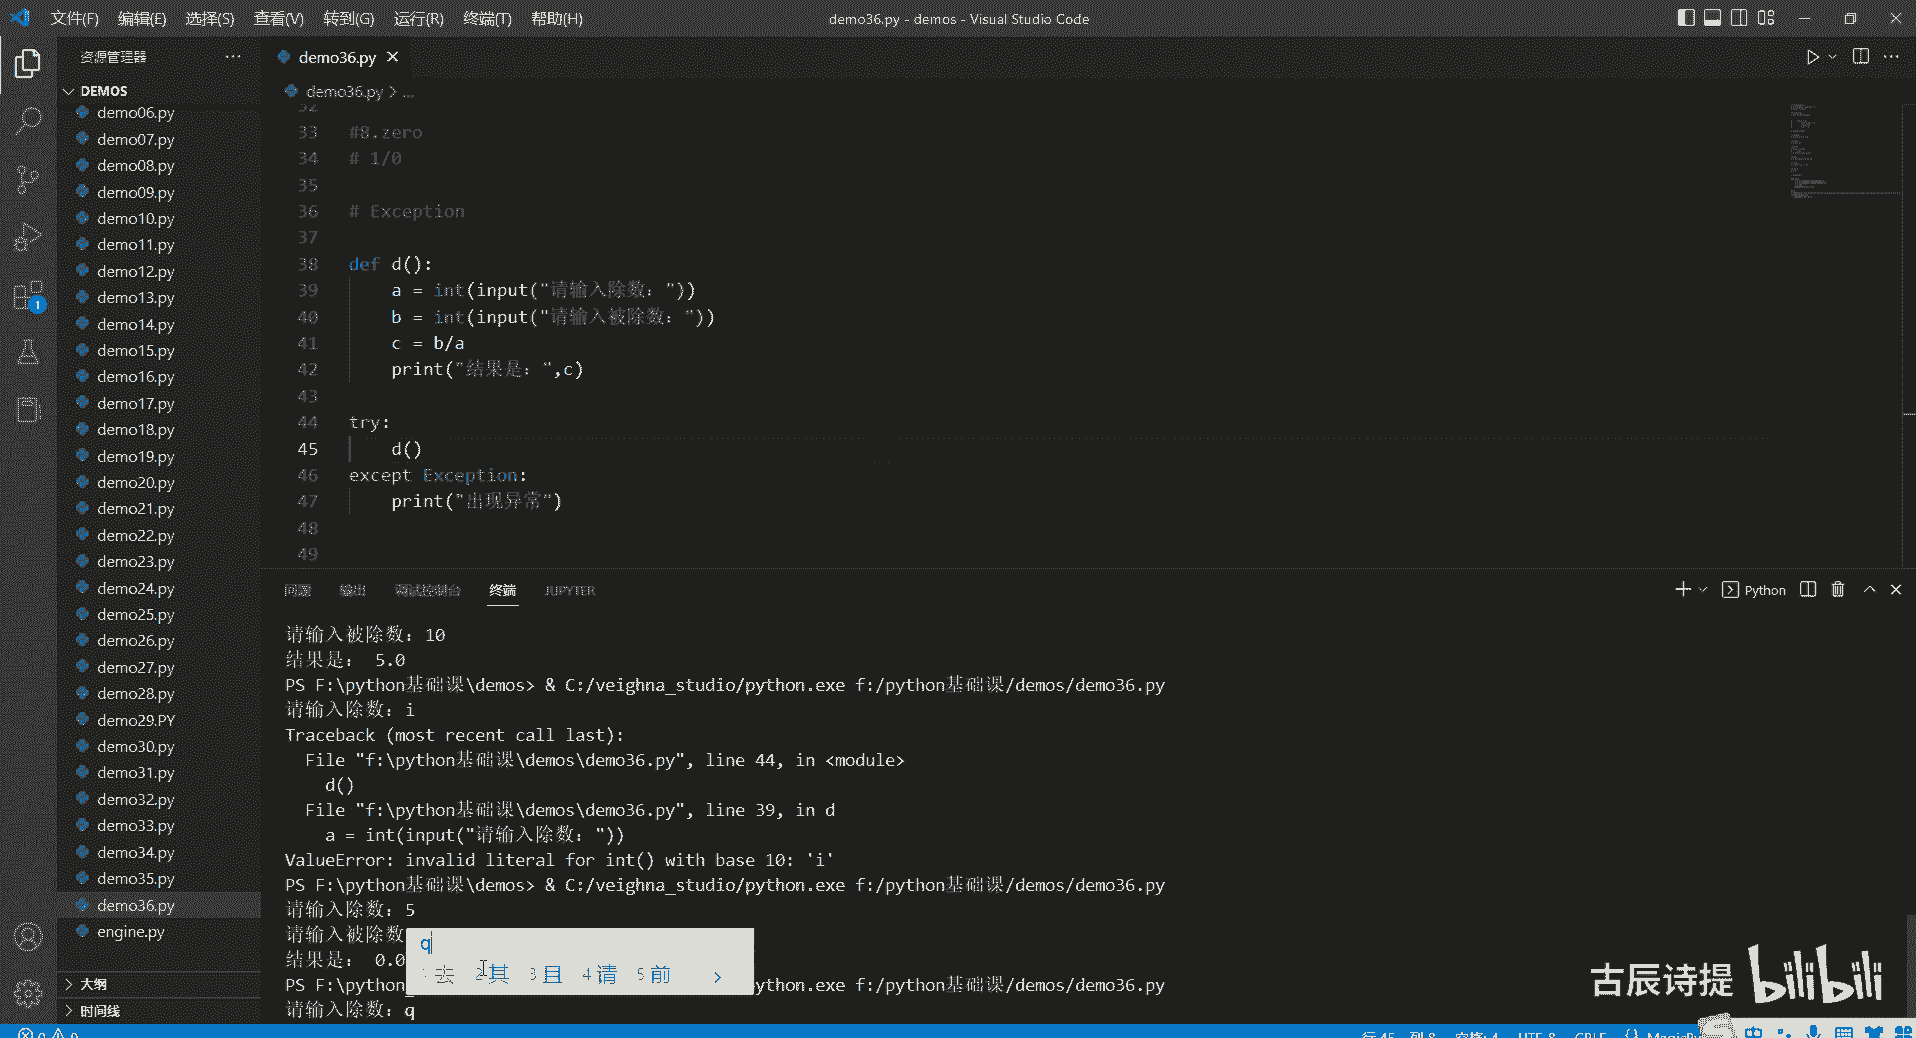 文件(F) 编辑(E) 选择(S) 查看(V) 转到(G) 运行(R) 终端(T) 帮助(H)
demo36.py - demos - Visual Studio Code
资源管理器
DEMOS
demo06.py
demo07.py
demo08.py
demo09.py
demo10.py
demo11.py
demo12.py
demo13.py
demo14.py
demo15.py
demo16.py
demo17.py
demo18.py
demo19.py
demo20.py
demo21.py
demo22.py
demo23.py
demo24.py
demo25.py
demo26.py
demo27.py
demo28.py
demo29.PY
demo30.py
demo31.py
demo32.py
demo33.py
demo34.py
demo35.py
demo36.py
engine.py
大纲
时间线
1
demo36.py
demo36.py > ...
32
33 #8.zero
34 # 1/0
35
36 # Exception
37
38 def d():
39 a = int(input("请输入除数："))
40 b = int(input("请输入被除数："))
41 c = b/a
42 print("结果是：",c)
43
44 try:
45 d()
46 except Exception:
47 print("出现异常")
48
49
问题 输出 调试控制台 终端 JUPYTER
Python
请输入被除数：10
结果是： 5.0
PS F:\python基础课\demos> & C:/veighna_studio/python.exe f:/python基础课/demos/demo36.py
请输入除数：i
Traceback (most recent call last):
File "f:\python基础课\demos\demo36.py", line 44, in <module>
d()
File "f:\python基础课\demos\demo36.py", line 39, in d
a = int(input("请输入除数："))
ValueError: invalid literal for int() with base 10: 'i'
PS F:\python基础课\demos> & C:/veighna_studio/python.exe f:/python基础课/demos/demo36.py
请输入除数：5
请输入被除数
结果是： 0.0
PS F:\python ython.exe f:/python基础课/demos/demo36.py
请输入除数：q
q
1 去 2 其 3 且 4 请 5 前 >
古辰诗提 bilibili